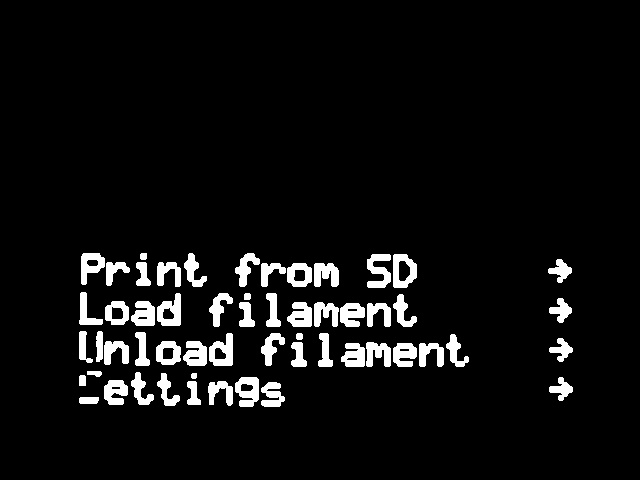 Print from SD →
Load filament →
Unload filament →
Settings →